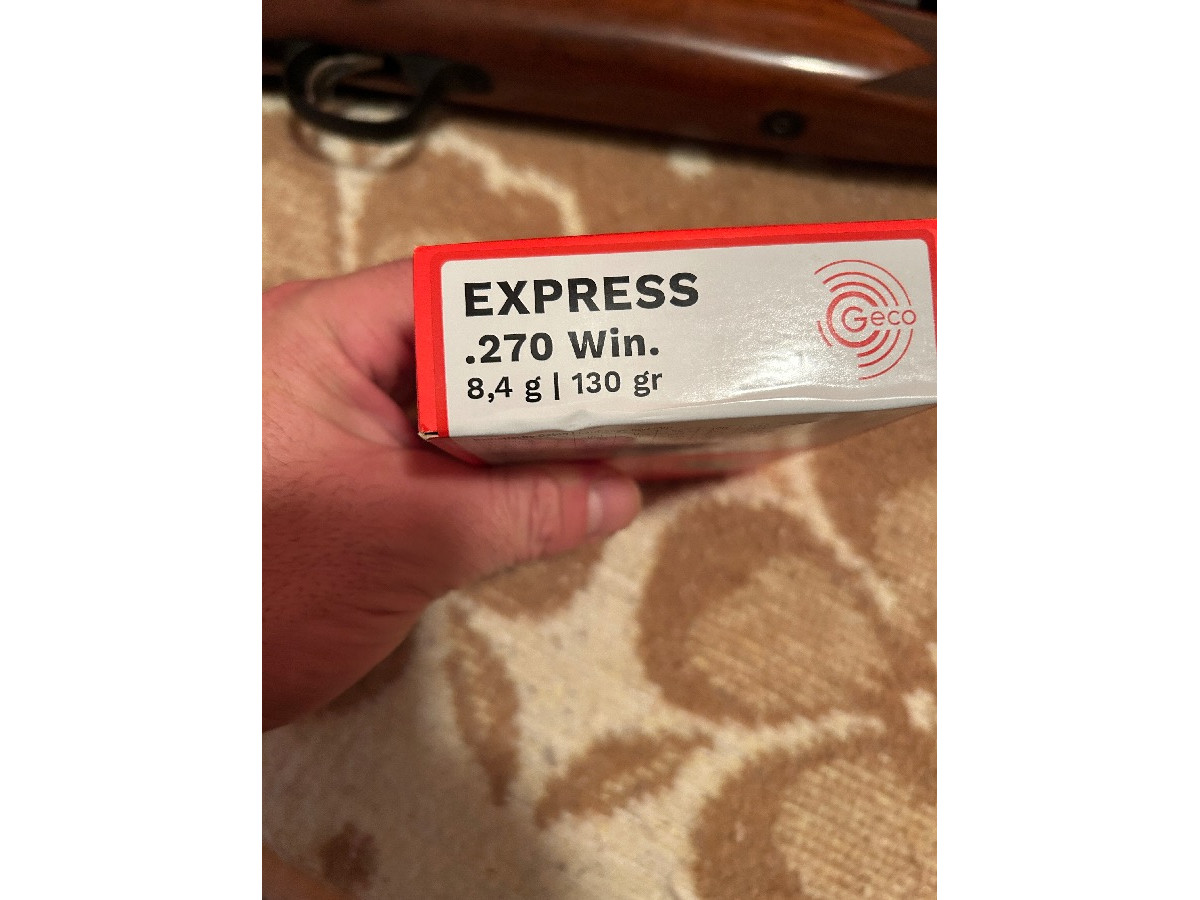 EXPRESS
.270 Win.
8,4 g | 130 gr
Geco